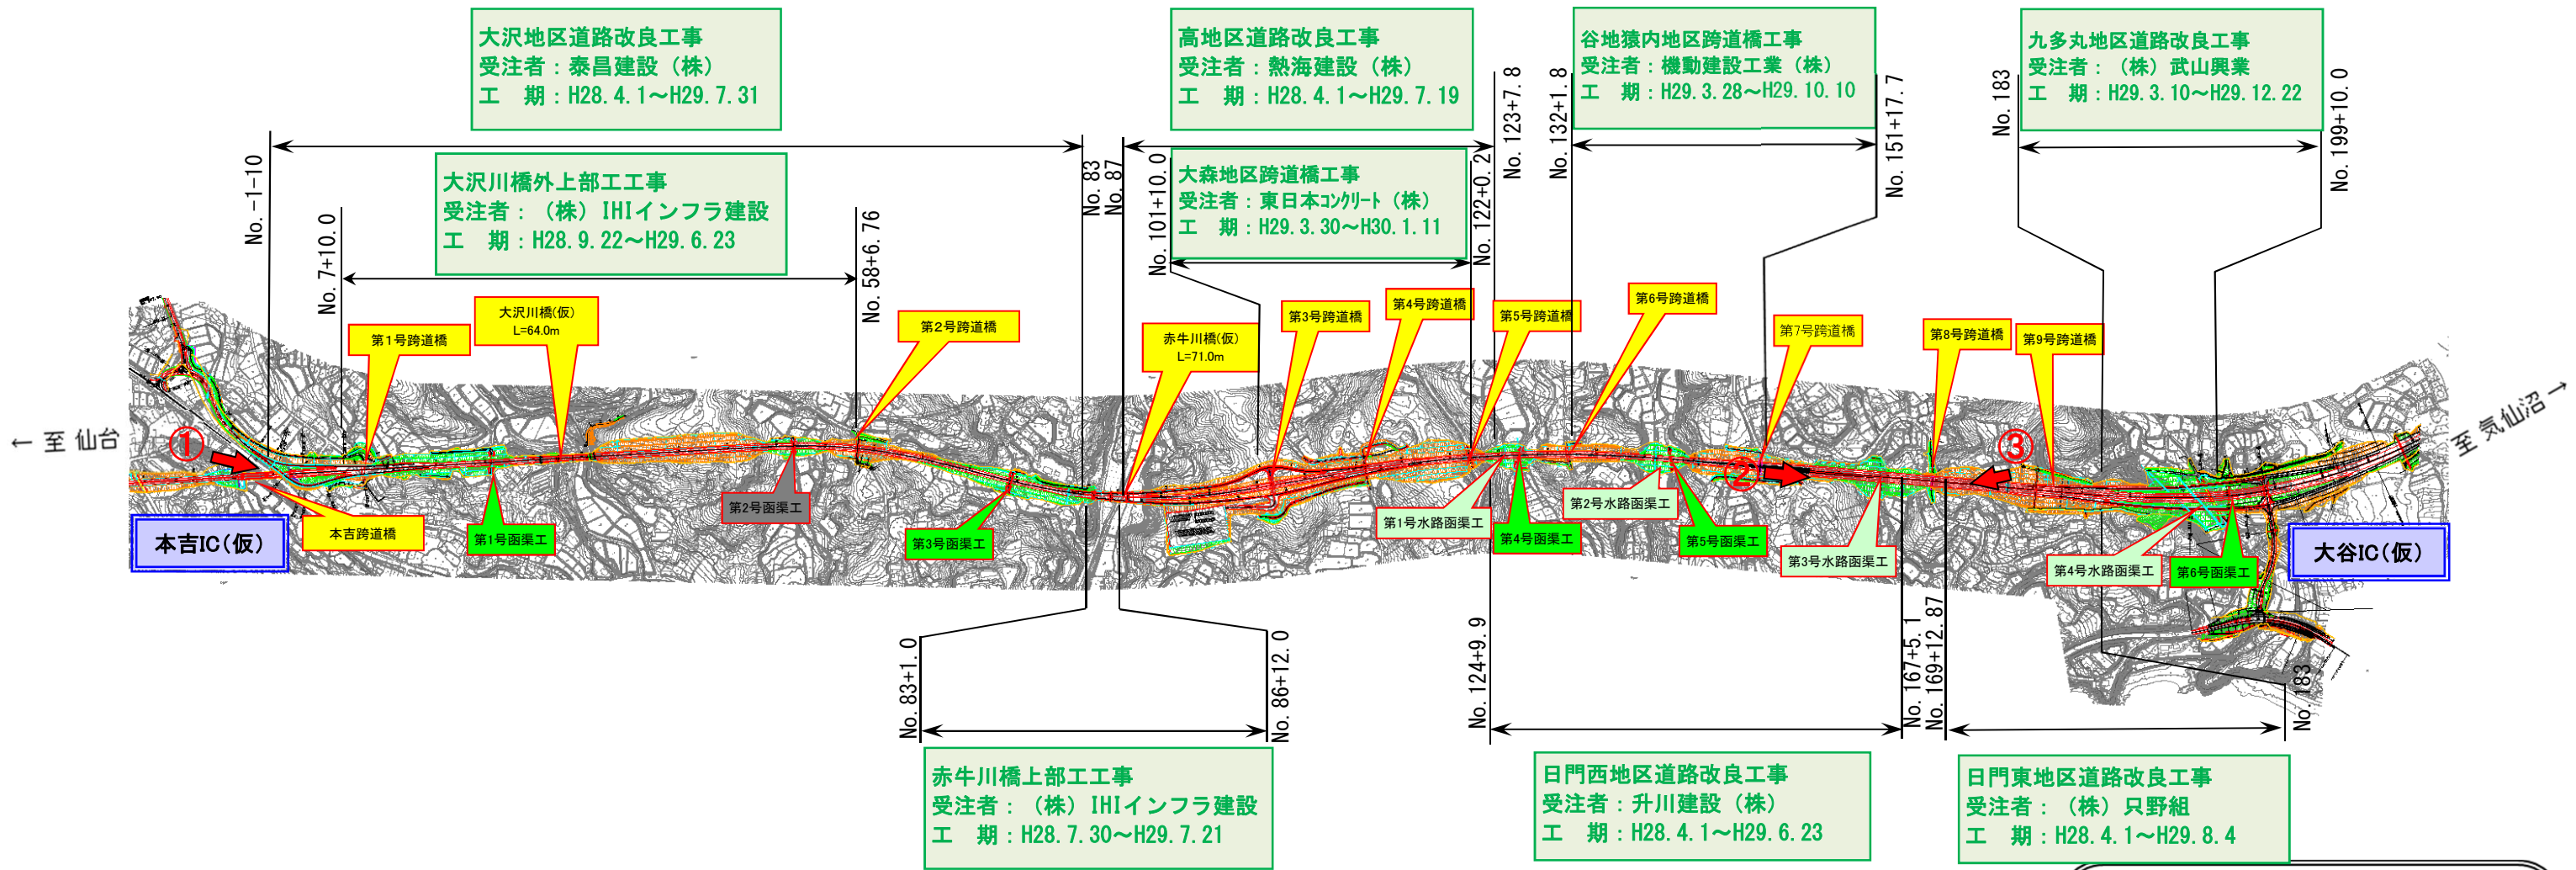 大沢地区道路改良工事
受注者：泰昌建設（株）
工　期：H28.4.1～H29.7.31
高地区道路改良工事
受注者：熱海建設（株）
工　期：H28.4.1～H29.7.19
谷地猿内地区跨道橋工事
受注者：機動建設工業（株）
工　期：H29.3.28～H29.10.10
九多丸地区道路改良工事
受注者：（株）武山興業
工　期：H29.3.10～H29.12.22
大沢川橋外上部工工事
受注者：（株）IHIインフラ建設
工　期：H28.9.22～H29.6.23
大森地区跨道橋工事
受注者：東日本ｺﾝｸﾘｰﾄ（株）
工　期：H29.3.30～H30.1.11
No.-1-10
No.7+10.0
No.58+6.76
No.83
No.87
No.101+10.0
No.122+0.2
No.123+7.8
No.132+1.8
No.151+17.7
No.183
No.199+10.0
第1号跨道橋
大沢川橋(仮)
L=64.0m
第2号跨道橋
赤牛川橋(仮)
L=71.0m
第3号跨道橋
第4号跨道橋
第5号跨道橋
第6号跨道橋
第7号跨道橋
第8号跨道橋
第9号跨道橋
← 至 仙台
至 気仙沼 →
①
②
③
本吉IC(仮)
本吉跨道橋
第1号函渠工
第2号函渠工
第3号函渠工
第1号水路函渠工
第4号函渠工
第2号水路函渠工
第5号函渠工
第3号水路函渠工
第4号水路函渠工
第6号函渠工
大谷IC(仮)
No.83+1.0
No.86+12.0
No.124+9.9
No.167+5.1
No.169+12.87
No.183
赤牛川橋上部工工事
受注者：（株）IHIインフラ建設
工　期：H28.7.30～H29.7.21
日門西地区道路改良工事
受注者：升川建設（株）
工　期：H28.4.1～H29.6.23
日門東地区道路改良工事
受注者：（株）只野組
工　期：H28.4.1～H29.8.4